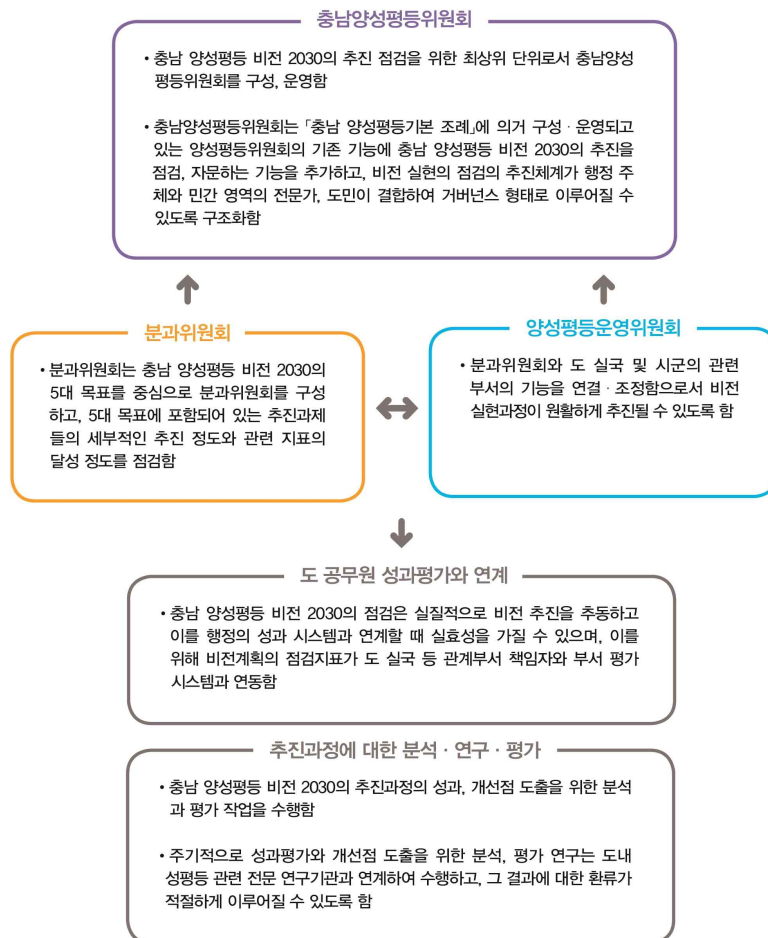 충남양성평등위원회
• 충남 양성평등 비전 2030의 추진 점검을 위한 최상위 단위로서 충남양성
평등위원회를 구성, 운영함
• 충남양성평등위원회는 「충남 양성평등기본 조례」에 의거 구성 · 운영되고
있는 양성평등위원회의 기존 기능에 충남 양성평등 비전 2030의 추진을
점검, 자문하는 기능을 추가하고, 비전 실현의 점검의 추진체계가 행정 주
체와 민간 영역의 전문가, 도민이 결합하여 거버넌스 형태로 이루어질 수
있도록 구조화함
분과위원회
• 분과위원회는 충남 양성평등 비전 2030의
5대 목표를 중심으로 분과위원회를 구성
하고, 5대 목표에 포함되어 있는 추진과제
들의 세부적인 추진 정도와 관련 지표의
달성 정도를 점검함
양성평등운영위원회
• 분과위원회와 도 실국 및 시군의 관련
부서의 기능을 연결 · 조정함으로서 비전
실현과정이 원활하게 추진될 수 있도록 함
도 공무원 성과평가와 연계
• 충남 양성평등 비전 2030의 점검은 실질적으로 비전 추진을 추동하고
이를 행정의 성과 시스템과 연계할 때 실효성을 가질 수 있으며, 이를
위해 비전계획의 점검지표가 도 실국 등 관계부서 책임자와 부서 평가
시스템과 연동함
추진과정에 대한 분석 · 연구 · 평가
• 충남 양성평등 비전 2030의 추진과정의 성과, 개선점 도출을 위한 분석
과 평가 작업을 수행함
• 주기적으로 성과평가와 개선점 도출을 위한 분석, 평가 연구는 도내
성평등 관련 전문 연구기관과 연계하여 수행하고, 그 결과에 대한 환류가
적절하게 이루어질 수 있도록 함